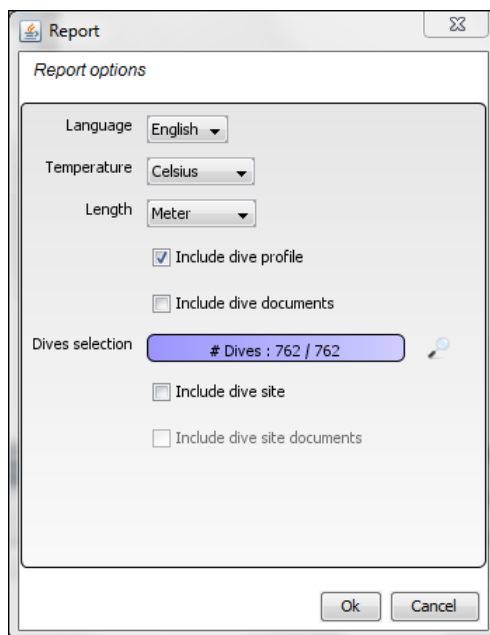 Report
Report options
Language English
Temperature Celsius
Length Meter
Include dive profile
Include dive documents
Dives selection # Dives : 762 / 762
Include dive site
Include dive site documents
Ok Cancel